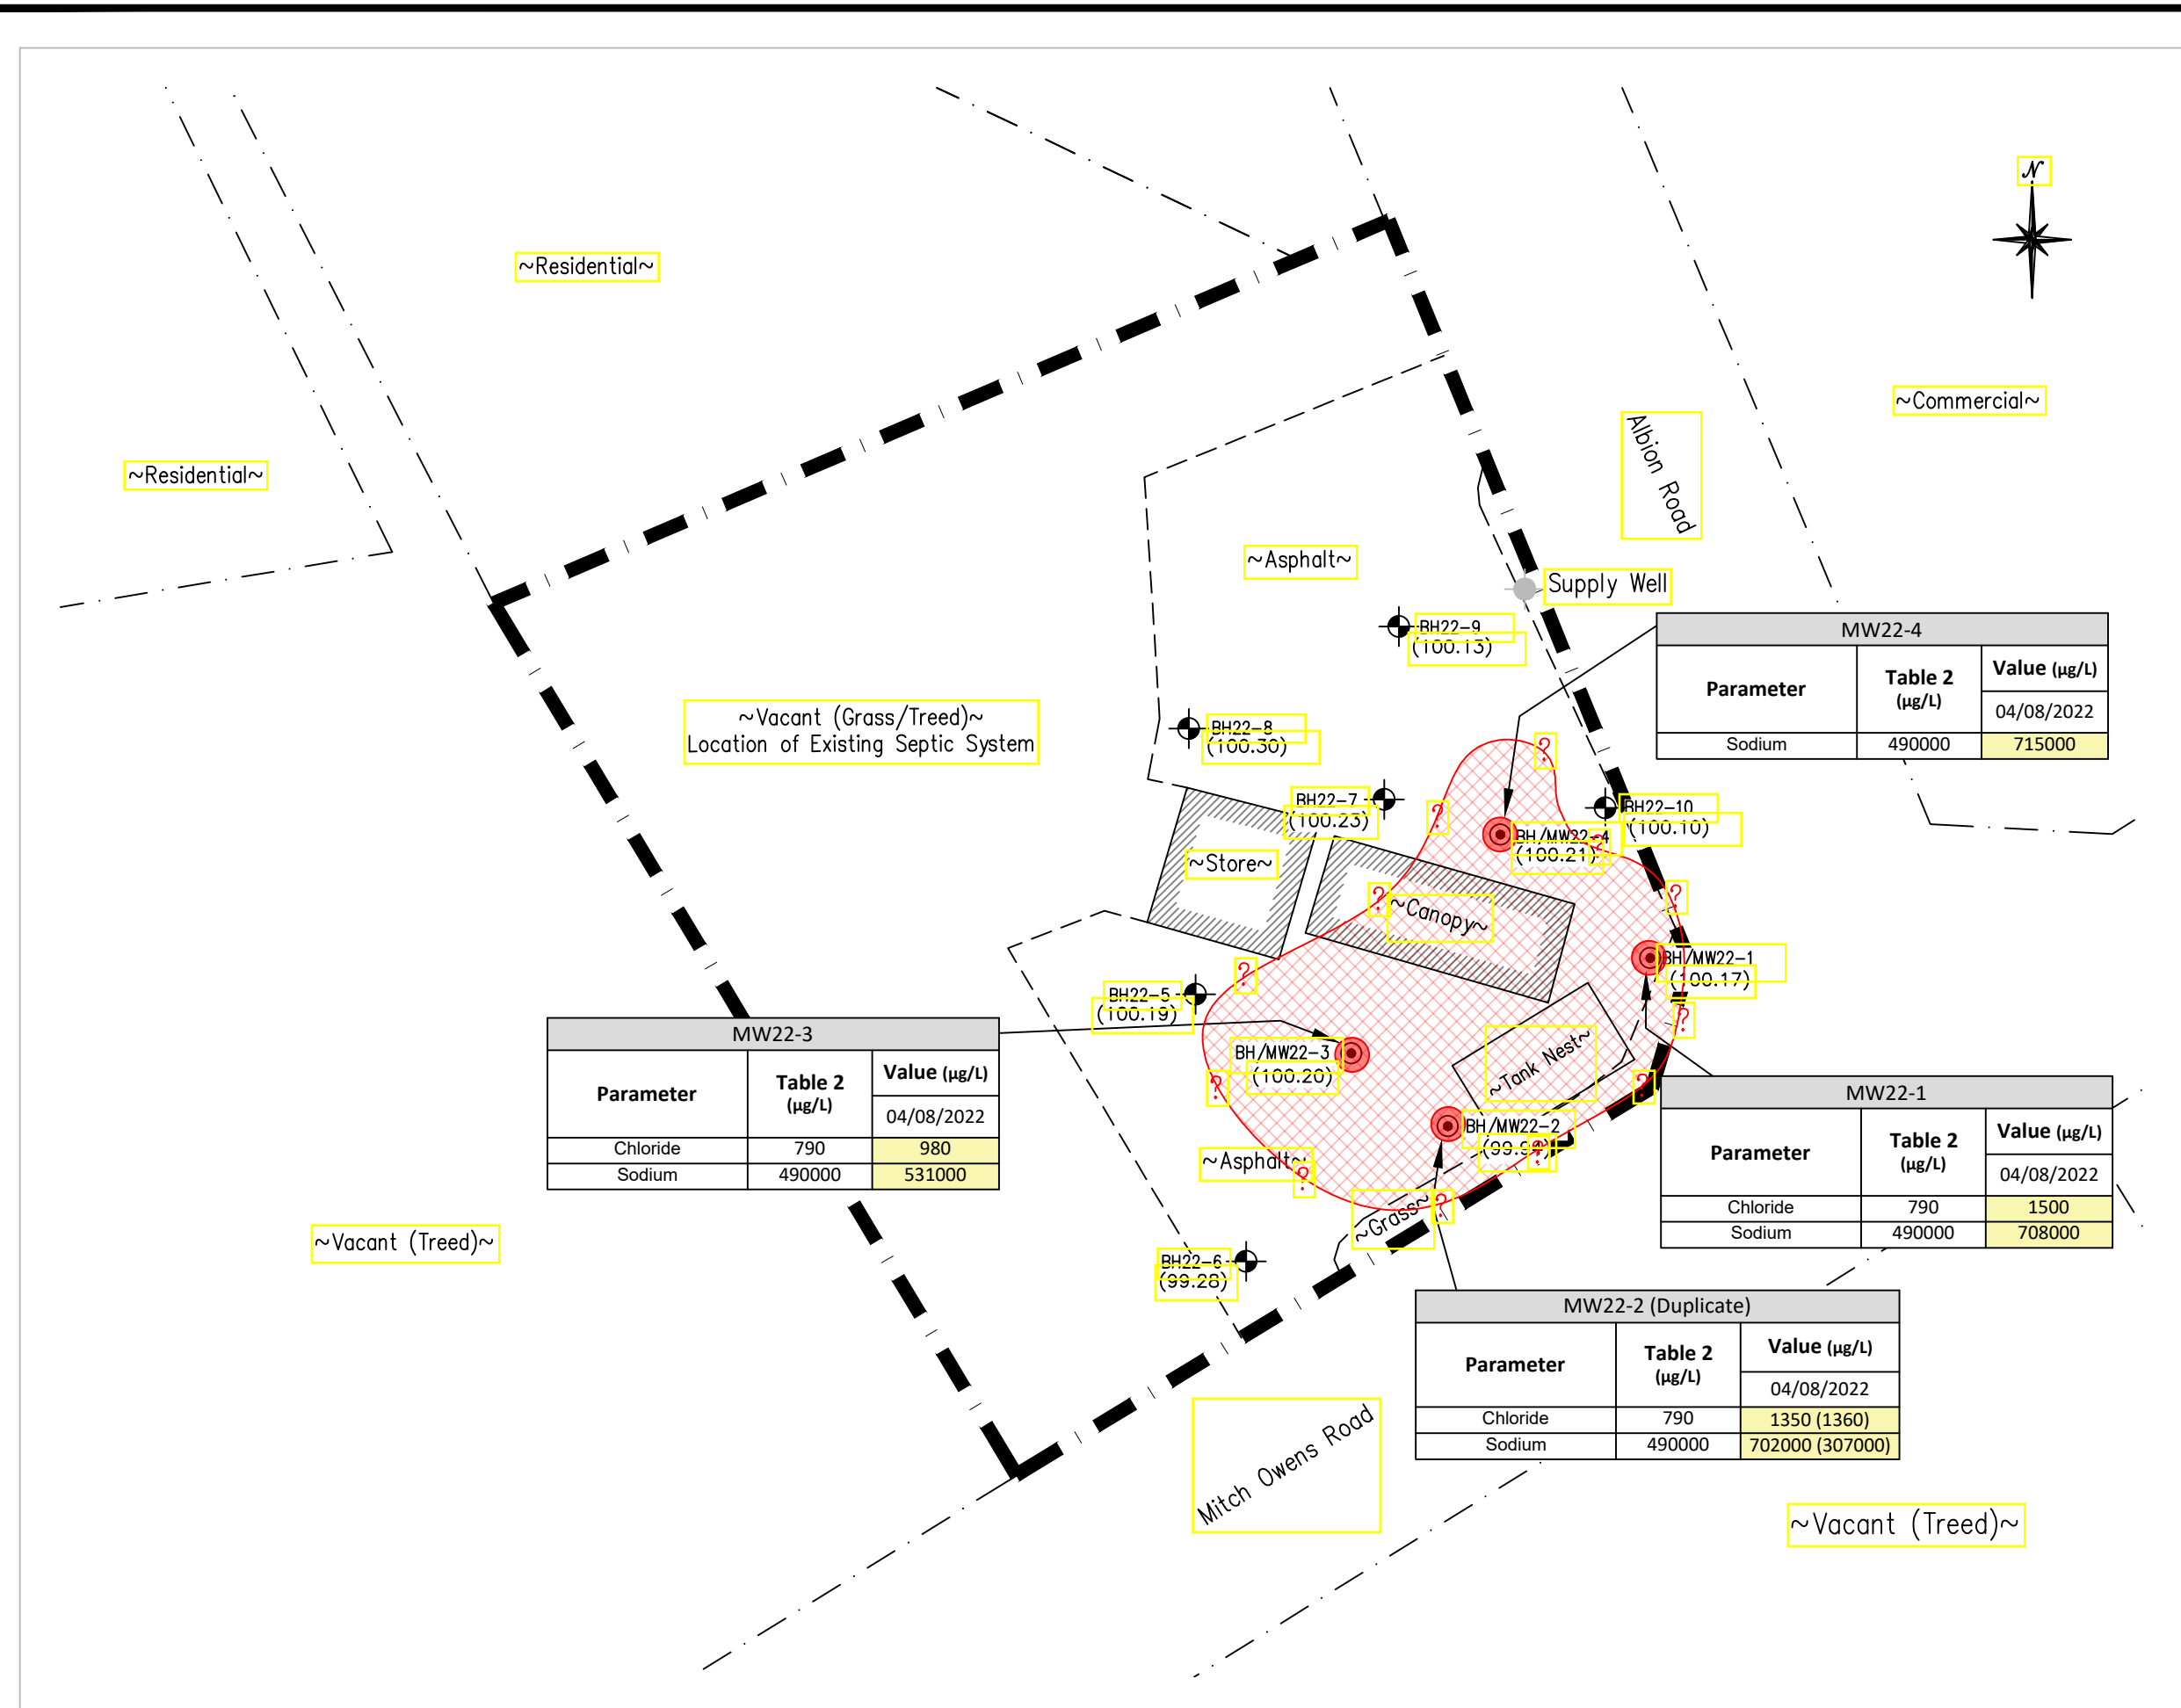 N
~Residential~
~Commercial~
Albion Road
~Residential~
~Asphalt~
Supply Well
BH22-9
(100.13)
MW22-4
Parameter
Table 2
(µg/L)
Value (µg/L)
04/08/2022
Sodium
490000
715000
~Vacant (Grass/Treed)~
Location of Existing Septic System
BH22-8
(100.30)
?
BH22-7
(100.23)
?
BH22-10
(100.10)
BH/MW22-4
(100.21)
?
~Store~
?
~Canopy~
?
BH/MW22-1
(100.17)
?
BH22-5
(100.19)
?
MW22-3
Parameter
Table 2
(µg/L)
Value (µg/L)
04/08/2022
Chloride
790
980
Sodium
490000
531000
BH/MW22-3
(100.20)
~Tank Nest~
?
?
MW22-1
Parameter
Table 2
(µg/L)
Value (µg/L)
04/08/2022
Chloride
790
1500
Sodium
490000
708000
BH/MW22-2
?
~Asphalt~
?
~Grass~
?
~Vacant (Treed)~
BH22-6
(99.28)
MW22-2 (Duplicate)
Parameter
Table 2
(µg/L)
Value (µg/L)
04/08/2022
Chloride
790
1350 (1360)
Sodium
490000
702000 (307000)
Mitch Owens Road
~Vacant (Treed)~